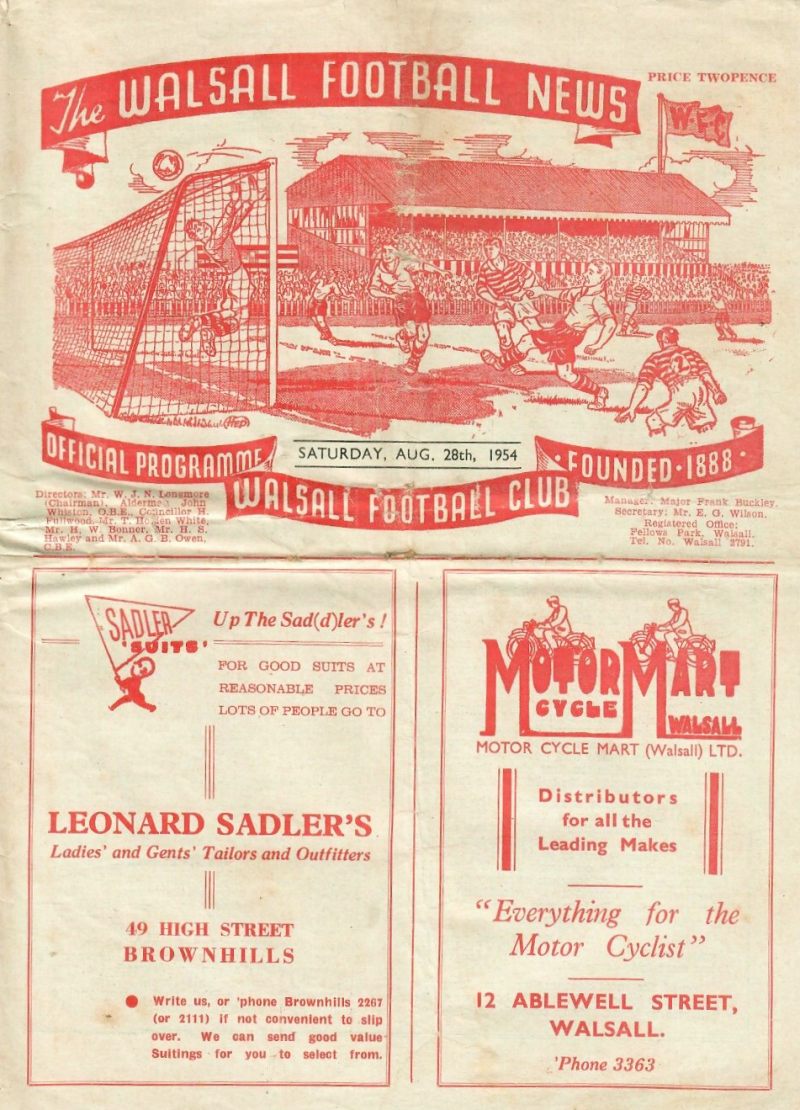 The WALSALL FOOTBALL NEWS
PRICE TWOPENCE
W.F.C
OFFICIAL PROGRAMME
SATURDAY, AUG. 28th, 1954
FOUNDED · 1888
WALSALL FOOTBALL CLUB
Directors: Mr. W. J. N. Longmore
(Chairman), Alderman John
Whiston, O.B.E., Councillor H.
Fullwood, Mr. T. Holden White,
Mr. H. W. Bonner, Mr. H. S.
Hawley and Mr. A. G. B. Owen,
C.B.E.
Manager: Major Frank Buckley.
Secretary: Mr. E. G. Wilson.
Registered Office:
Fellows Park, Walsall.
Tel. No. Walsall 2791.
SADLER
'SUITS'
Up The Sad(d)ler's !
FOR GOOD SUITS AT
REASONABLE PRICES
LOTS OF PEOPLE GO TO
LEONARD SADLER'S
Ladies' and Gents' Tailors and Outfitters
49 HIGH STREET
BROWNHILLS
● Write us, or 'phone Brownhills 2267
(or 2111) if not convenient to slip
over. We can send good value
Suitings for you to select from.
MOTOR MART
CYCLE WALSALL
MOTOR CYCLE MART (Walsall) LTD.
Distributors
for all the
Leading Makes
"Everything for the
Motor Cyclist"
12 ABLEWELL STREET,
WALSALL.
'Phone 3363